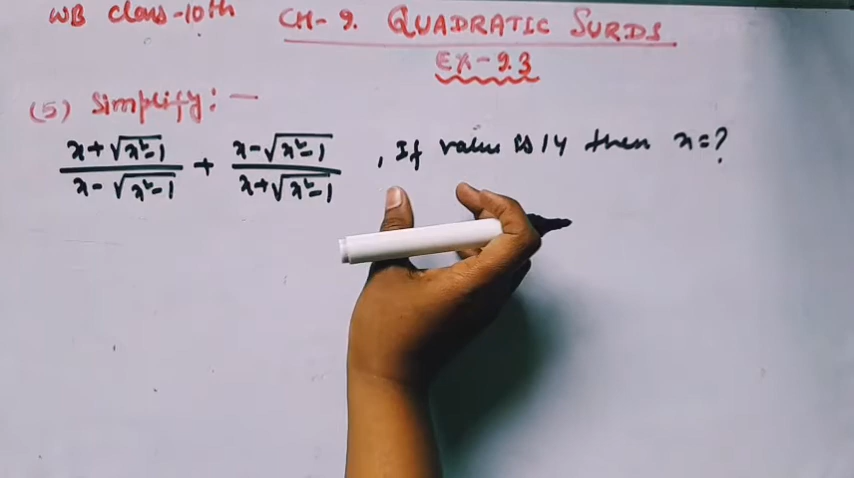 WB Class-10th CH-9. QUADRATIC SURDS
EX-9.3
(5) Simplify:-
x+√(x²-1) / x-√(x²-1) + x-√(x²-1) / x+√(x²-1) , If value is 14 then x=?